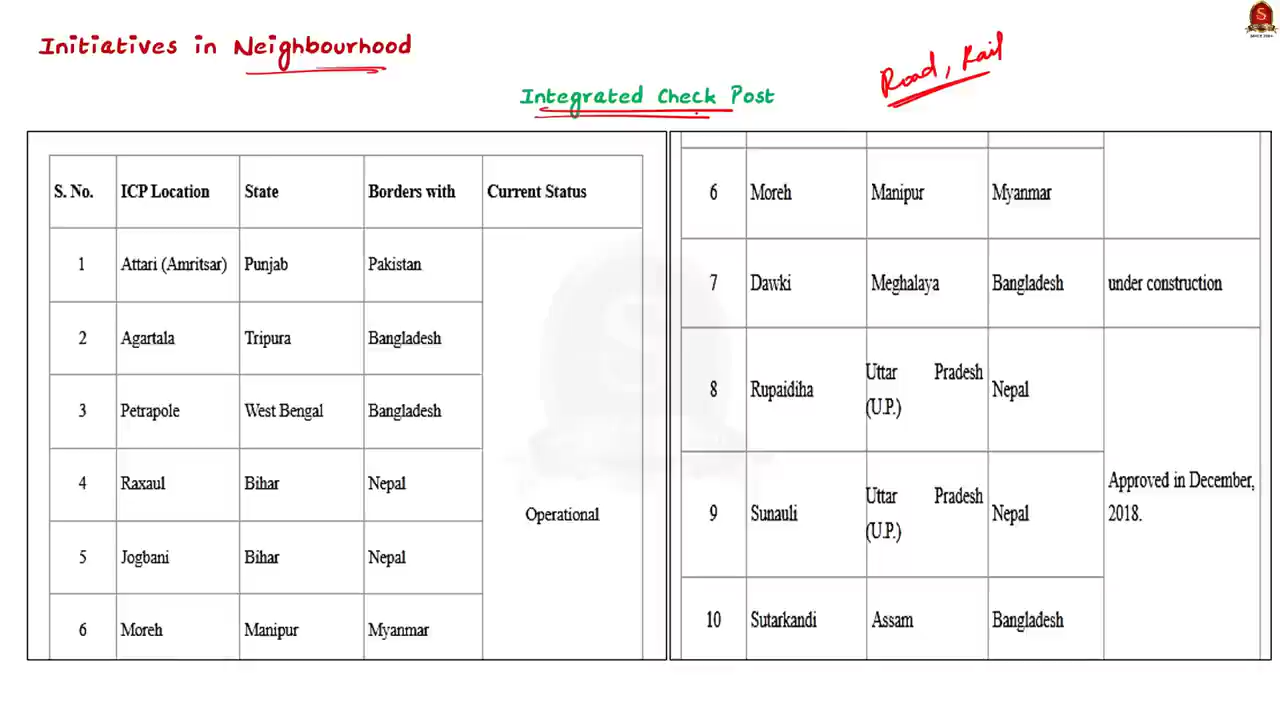 Initiatives in Neighbourhood
Road, Rail
S
SINCE 2004
Integrated Check Post
S. No. ICP Location State Borders with Current Status
1 Attari (Amritsar) Punjab Pakistan
2 Agartala Tripura Bangladesh
3 Petrapole West Bengal Bangladesh
4 Raxaul Bihar Nepal
Operational
5 Jogbani Bihar Nepal
6 Moreh Manipur Myanmar
6 Moreh Manipur Myanmar
7 Dawki Meghalaya Bangladesh under construction
8 Rupaidiha Uttar Pradesh (U.P.) Nepal
9 Sunauli Uttar Pradesh (U.P.) Nepal
Approved in December,
2018.
10 Sutarkandi Assam Bangladesh